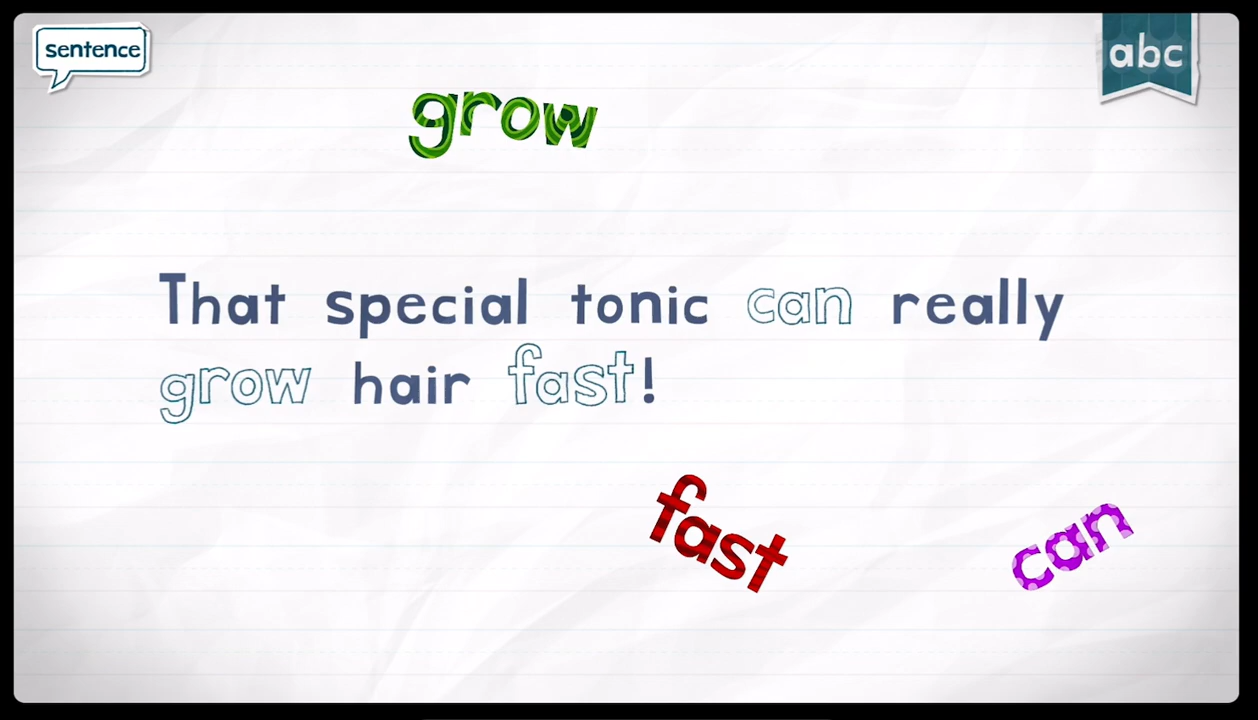 sentence
abc
grow
That special tonic can really
grow hair fast!
fast
can